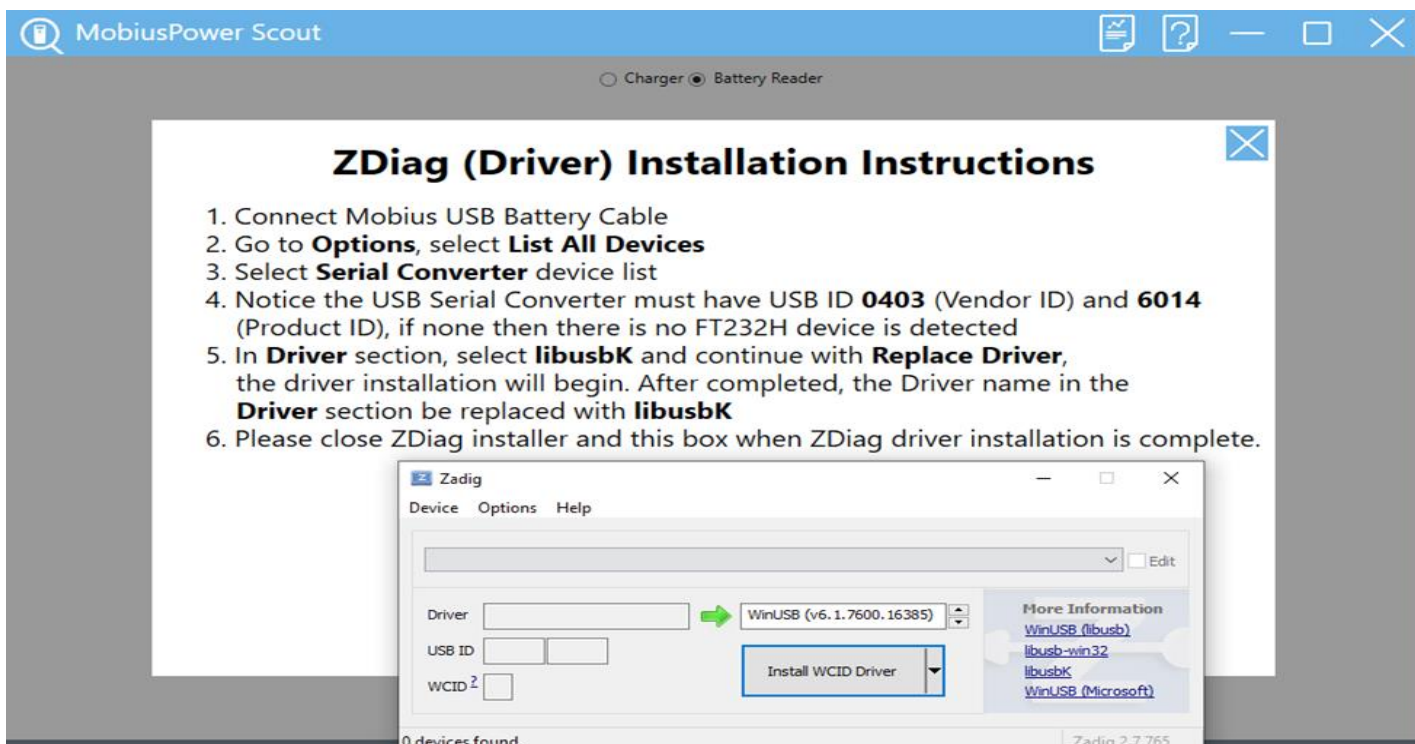 MobiusPower Scout
Charger Battery Reader
ZDiag (Driver) Installation Instructions
1. Connect Mobius USB Battery Cable
2. Go to Options, select List All Devices
3. Select Serial Converter device list
4. Notice the USB Serial Converter must have USB ID 0403 (Vendor ID) and 6014
(Product ID), if none then there is no FT232H device is detected
5. In Driver section, select libusbK and continue with Replace Driver,
the driver installation will begin. After completed, the Driver name in the
Driver section be replaced with libusbK
6. Please close ZDiag installer and this box when ZDiag driver installation is complete.
Zadig
Device Options Help
Edit
Driver
WinUSB (v6.1.7600.16385)
USB ID
WCID ?
Install WCID Driver
More Information
WinUSB (libusb)
libusb-win32
libusbK
WinUSB (Microsoft)
0 devices found
Zadig 2.7.765